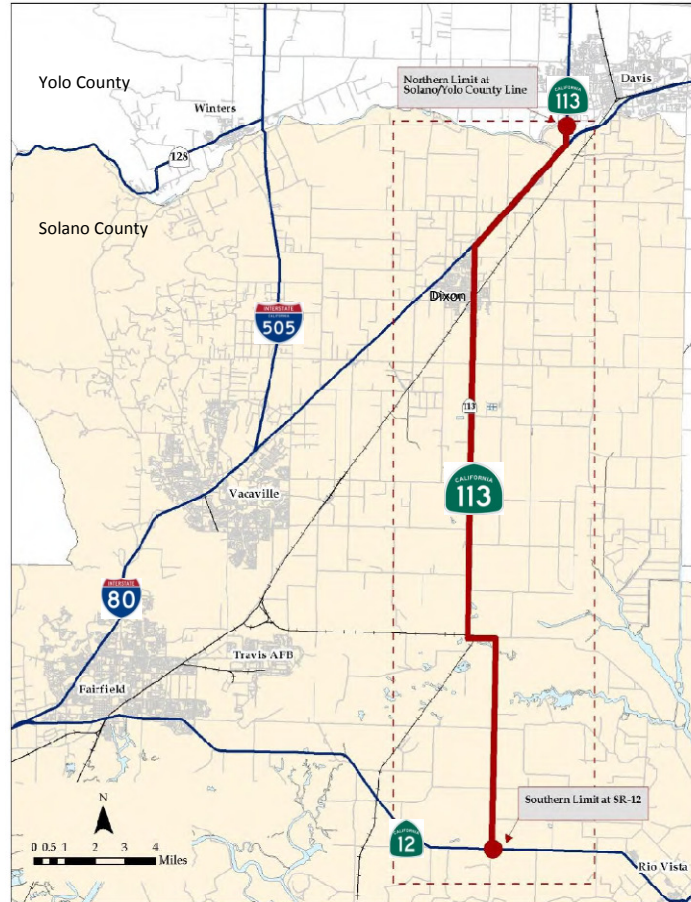 Yolo County
Northern Limit at
Solano/Yolo County Line
CALIFORNIA
113
Davis
Winters
128
Solano County
INTERSTATE
CALIFORNIA
505
Dixon
113
CALIFORNIA
113
Vacaville
INTERSTATE
80
Travis AFB
Fairfield
Southern Limit at SR-12
N
0 0.5 1 2 3 4
Miles
CALIFORNIA
12
Rio Vista